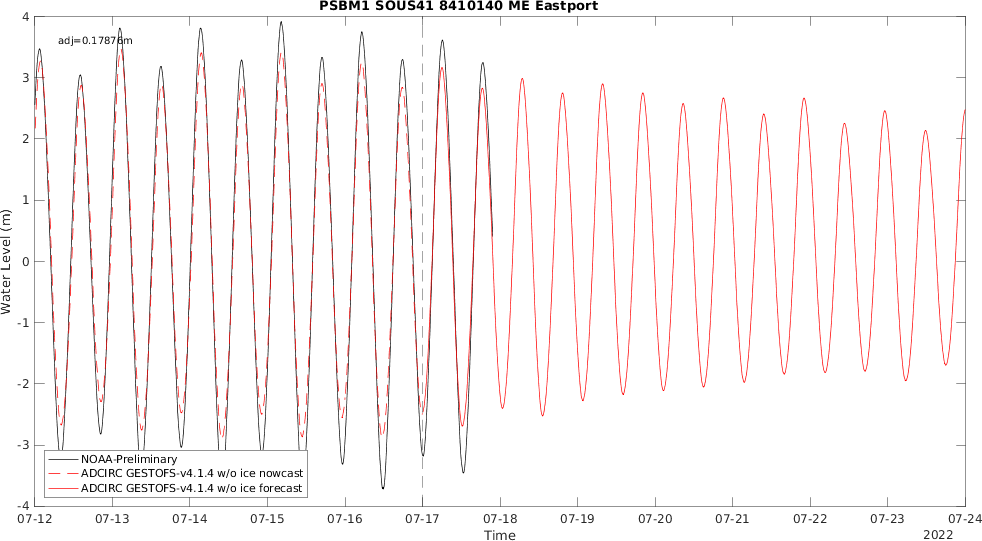 PSBM1 SOUS41 8410140 ME Eastport
adj=0.17876m
4
3
2
1
0
-1
-2
-3
-4
Water Level (m)
NOAA-Preliminary
ADCIRC GESTOFS-v4.1.4 w/o ice nowcast
ADCIRC GESTOFS-v4.1.4 w/o ice forecast
07-12 07-13 07-14 07-15 07-16 07-17 07-18 07-19 07-20 07-21 07-22 07-23 07-24
Time
2022